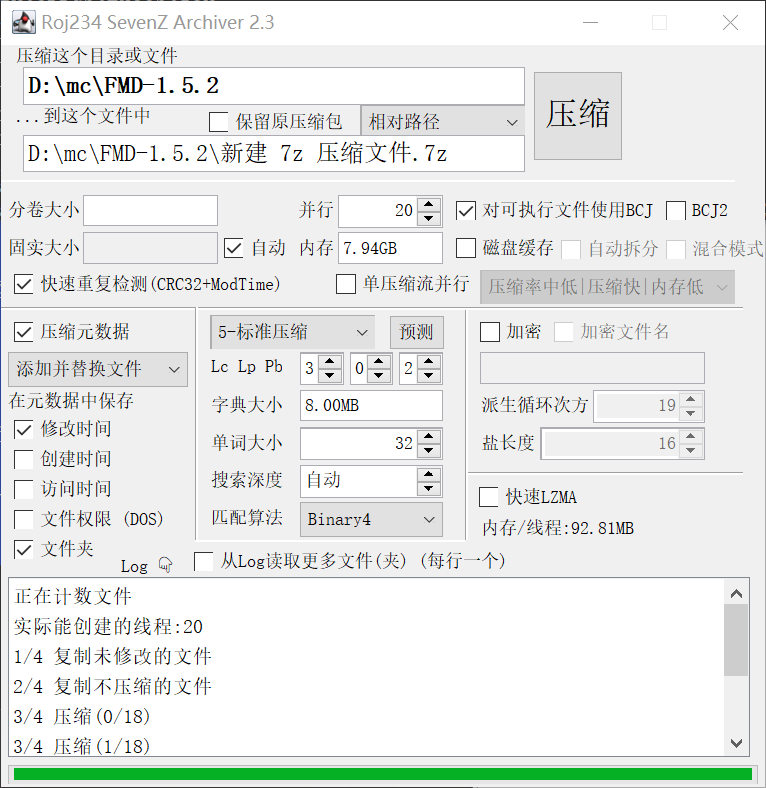 Roj234 SevenZ Archiver 2.3
压缩这个目录或文件
D:\mc\FMD-1.5.2
压缩
...到这个文件中
保留原压缩包
相对路径
D:\mc\FMD-1.5.2\新建 7z 压缩文件.7z
分卷大小
并行 20
对可执行文件使用BCJ
BCJ2
固实大小
自动
内存 7.94GB
磁盘缓存
自动拆分
混合模式
快速重复检测(CRC32+ModTime)
单压缩流并行
压缩率中低|压缩快|内存低
压缩元数据
添加并替换文件
在元数据中保存
修改时间
创建时间
访问时间
文件权限 (DOS)
文件夹
5-标准压缩
预测
Lc Lp Pb 3 0 2
字典大小 8.00MB
单词大小 32
搜索深度 自动
匹配算法 Binary4
加密
加密文件名
派生循环次方 19
盐长度 16
快速LZMA
内存/线程:92.81MB
Log
从Log读取更多文件(夹) (每行一个)
正在计数文件
实际能创建的线程:20
1/4 复制未修改的文件
2/4 复制不压缩的文件
3/4 压缩(0/18)
3/4 压缩(1/18)